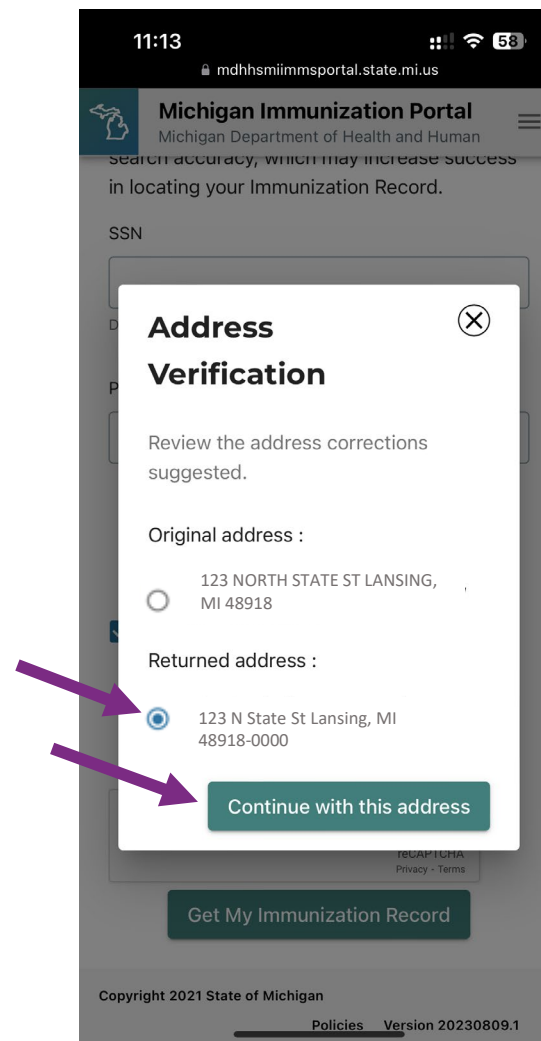 11:13
58
mdhhsmiimmsportal.state.mi.us
Michigan Immunization Portal
Michigan Department of Health and Human
search accuracy, which may increase success
in locating your Immunization Record.
SSN
D
Address
Verification
P
Review the address corrections
suggested.
Original address :
123 NORTH STATE ST LANSING, ,
MI 48918
Returned address :
123 N State St Lansing, MI
48918-0000
Continue with this address
reCAPTCHA
Privacy - Terms
Get My Immunization Record
Copyright 2021 State of Michigan
Policies Version 20230809.1